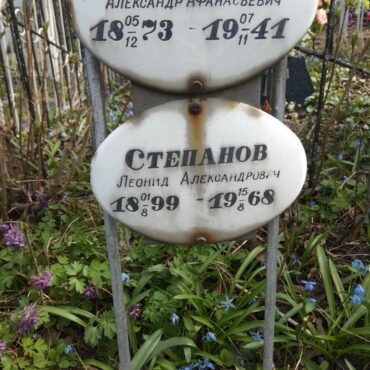 Александр Афанасьевич
18 05/12 73 - 19 07/11 41
Степанов
Леонид Александрович
18 01/8 99 - 19 15/8 68